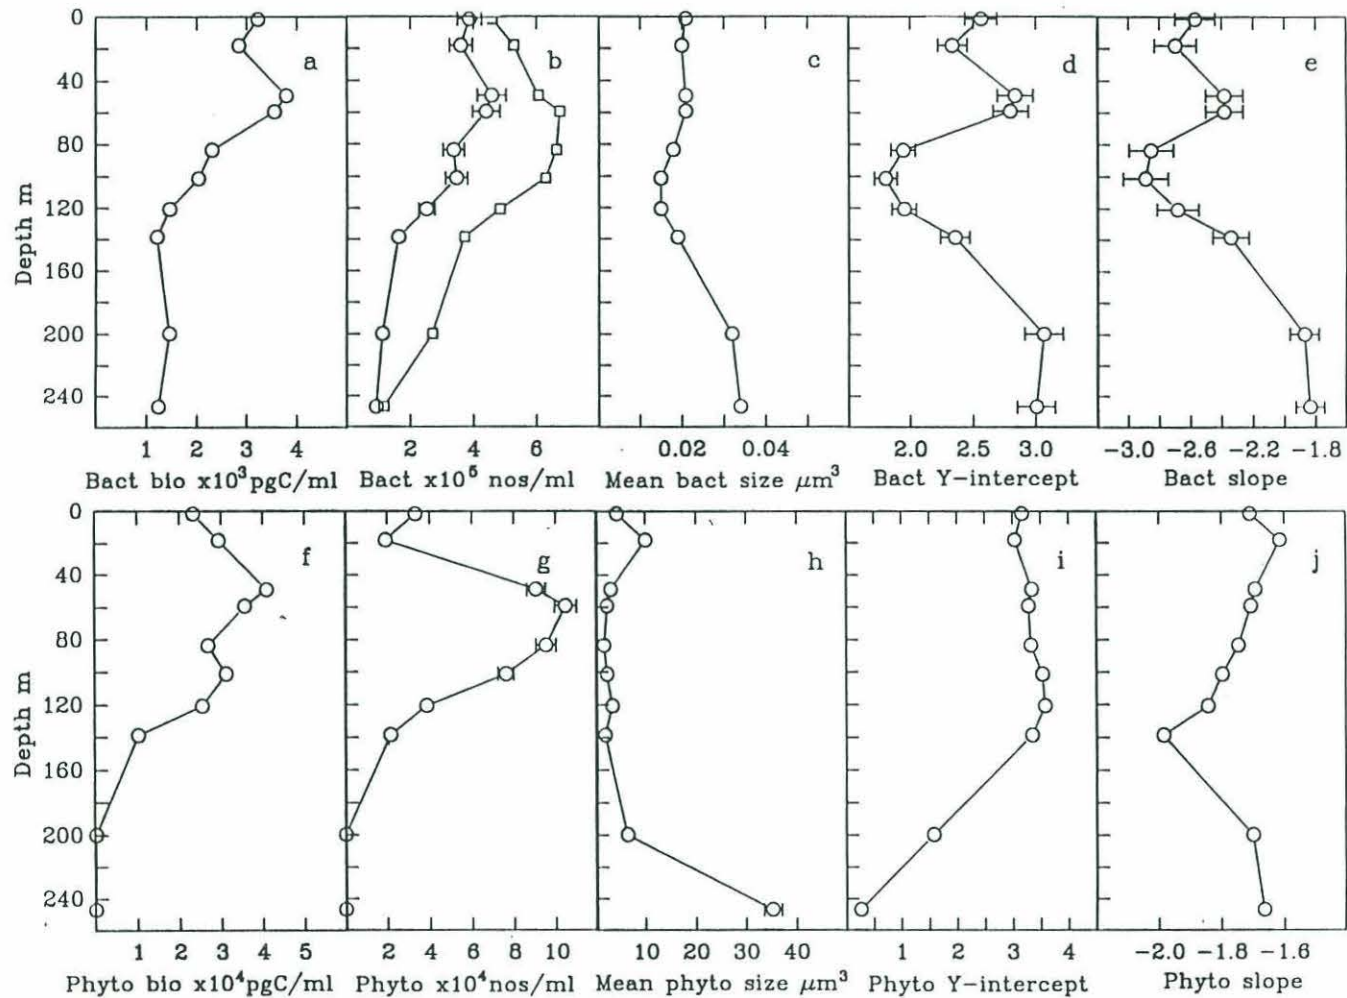 0
40
80
120
160
200
240
Depth m
a
b
c
d
e
1 2 3 4
2 4 6
0.02 0.04
2.0 2.5 3.0
-3.0 -2.6 -2.2 -1.8
Bact bio x10³pgC/ml
Bact x10⁵ nos/ml
Mean bact size μm³
Bact Y-intercept
Bact slope
0
40
80
120
160
200
240
Depth m
f
g
h
i
j
1 2 3 4 5
2 4 6 8 10
10 20 30 40
1 2 3 4
-2.0 -1.8 -1.6
Phyto bio x10⁴pgC/ml
Phyto x10⁴nos/ml
Mean phyto size μm³
Phyto Y-intercept
Phyto slope